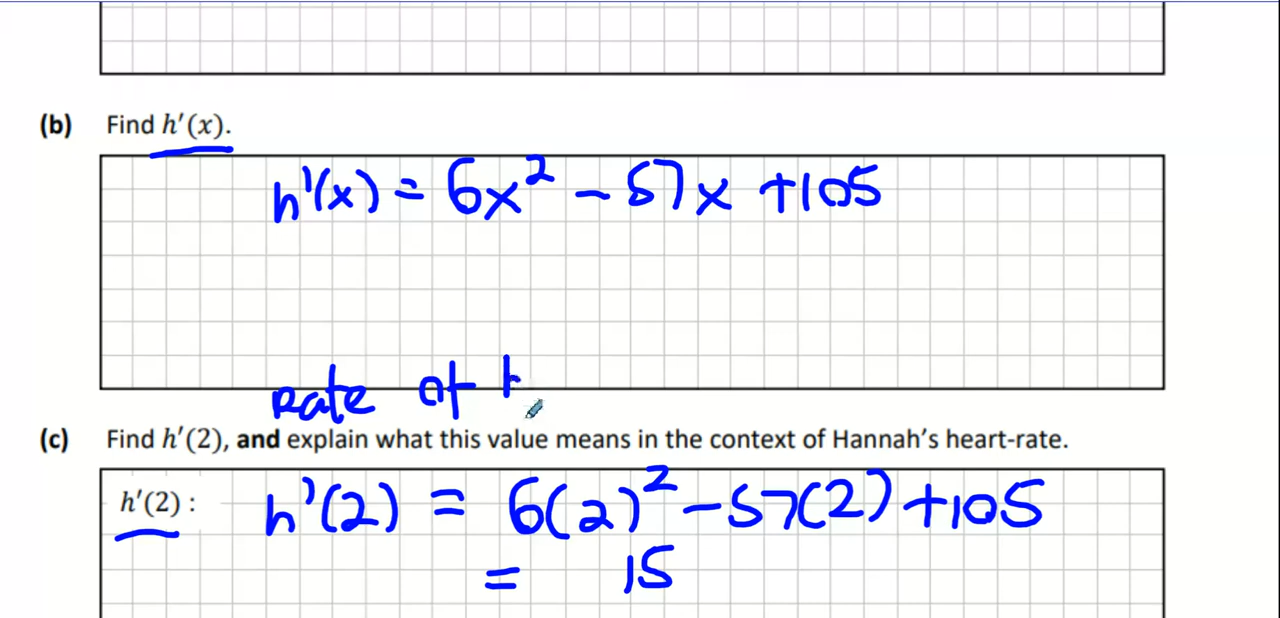 (b) Find h'(x).
h'(x) = 6x² - 57x + 105
rate of
(c) Find h'(2), and explain what this value means in the context of Hannah's heart-rate.
h'(2) : h'(2) = 6(2)² - 57(2) + 105
= 15